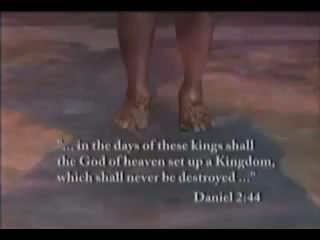 "... in the days of these kings shall
the God of heaven set up a Kingdom,
which shall never be destroyed ..."
Daniel 2:44